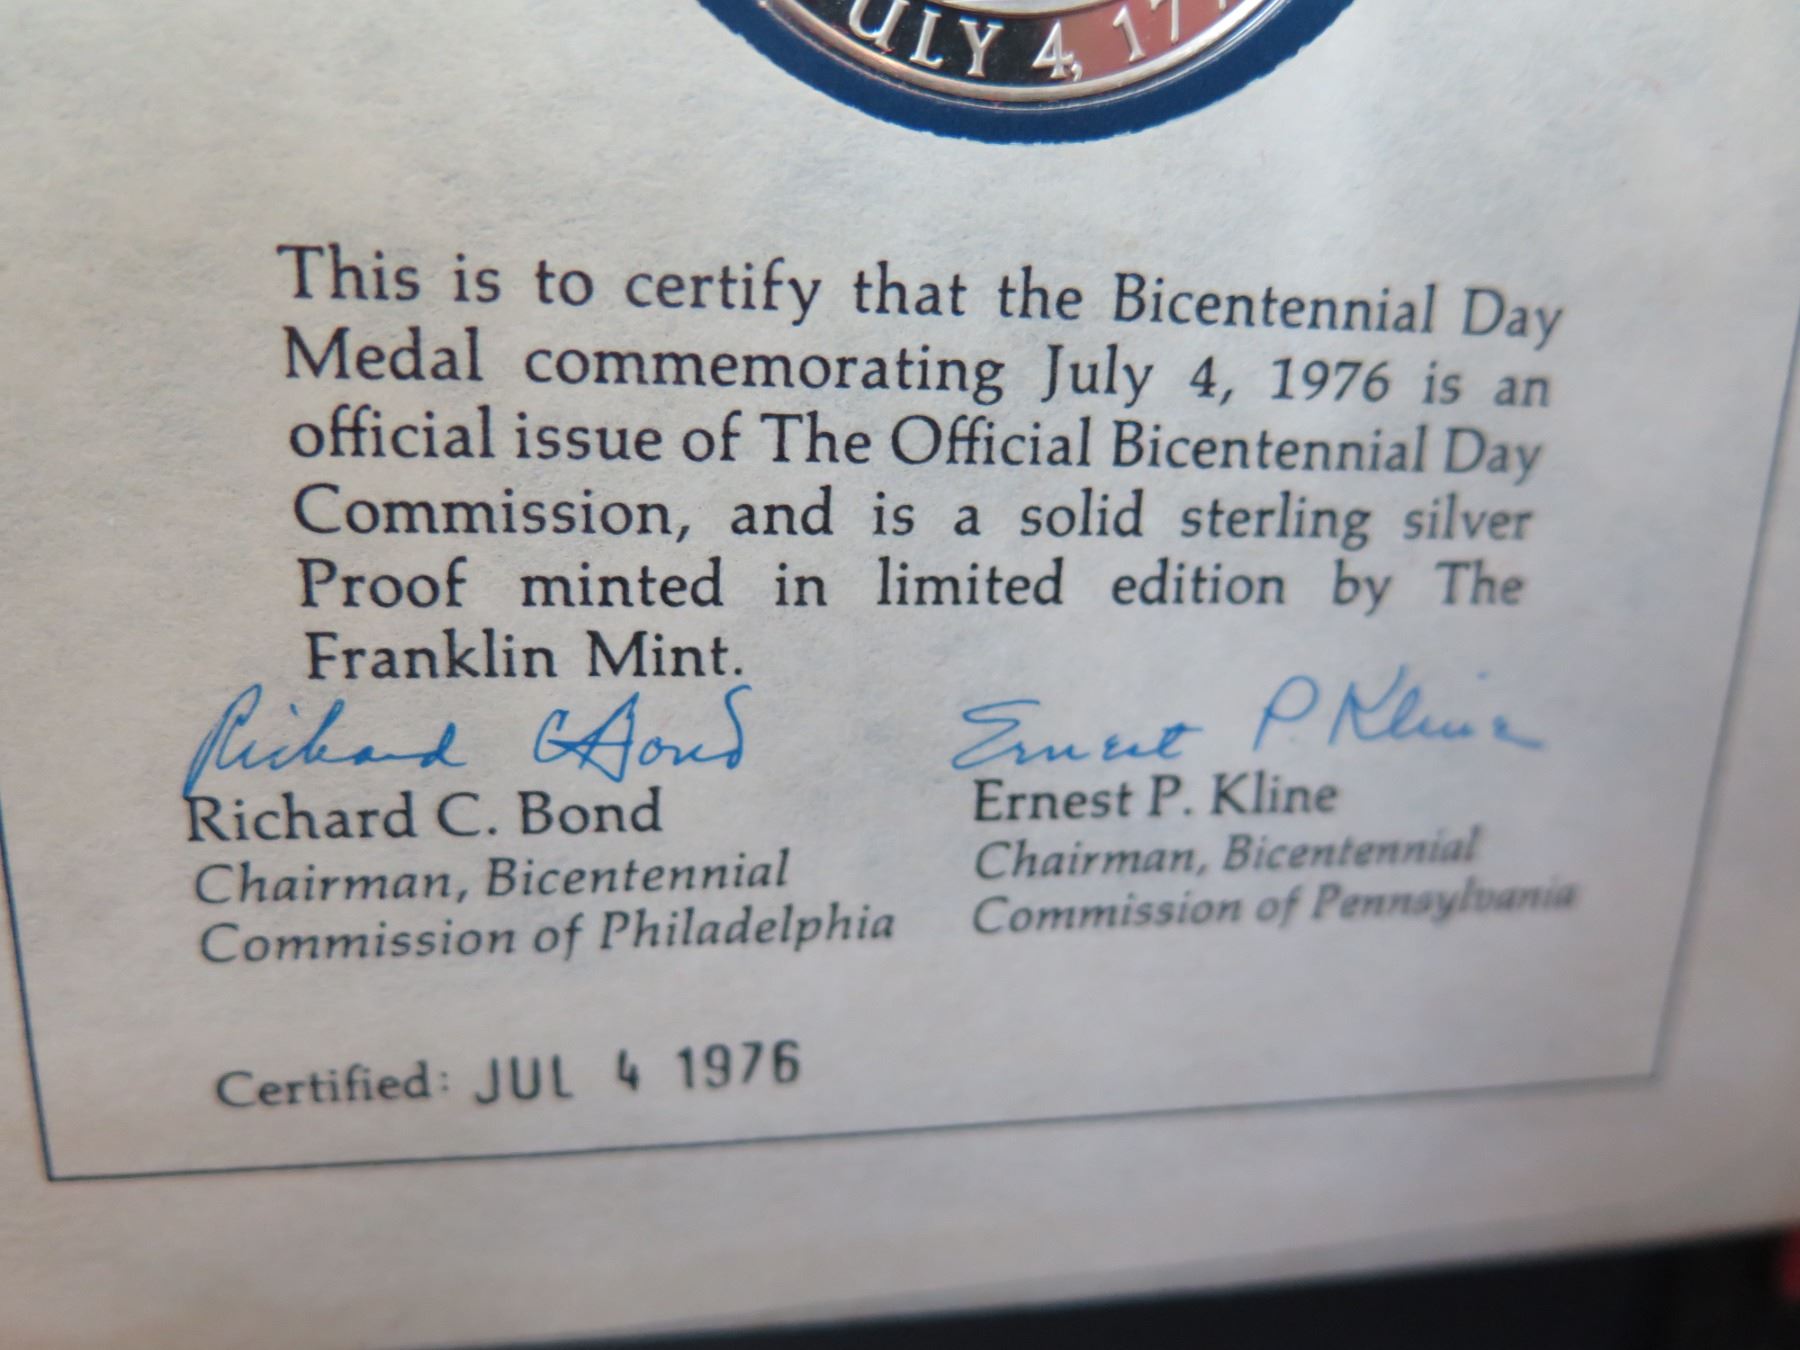 JULY 4, 177
This is to certify that the Bicentennial Day
Medal commemorating July 4, 1976 is an
official issue of The Official Bicentennial Day
Commission, and is a solid sterling silver
Proof minted in limited edition by The
Franklin Mint.
Richard C Bond
Ernest P. Kline
Richard C. Bond
Chairman, Bicentennial
Commission of Philadelphia
Ernest P. Kline
Chairman, Bicentennial
Commission of Pennsylvania
Certified: JUL 4 1976